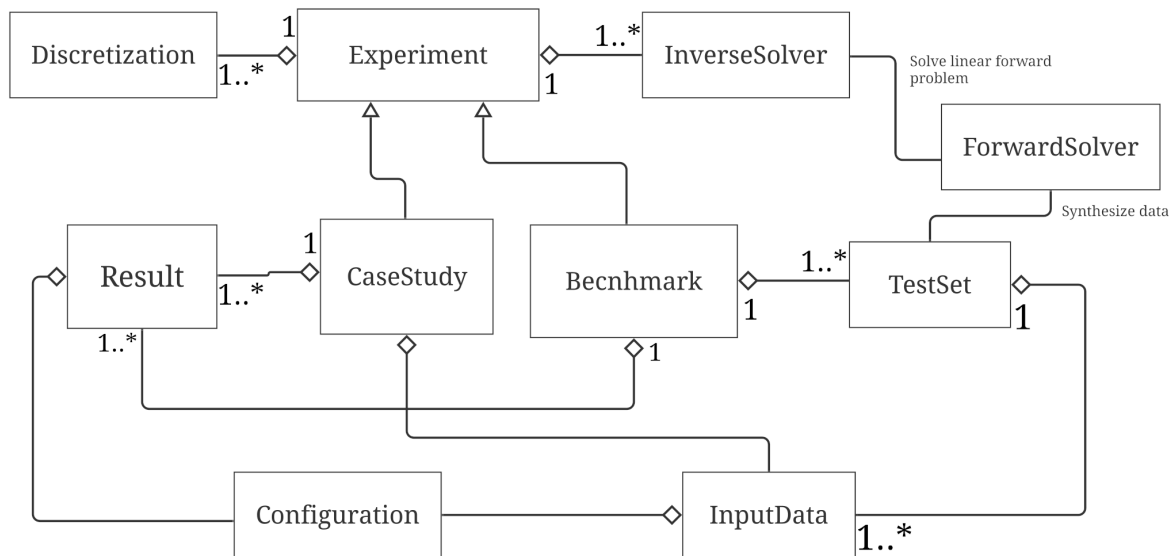 Discretization
1
1..*
Experiment
1..*
1
InverseSolver
Solve linear forward
problem
ForwardSolver
Synthesize data
Result
1
1..*
CaseStudy
Becnhmark
1..*
1
TestSet
1
1..*
1
Configuration
InputData
1..*